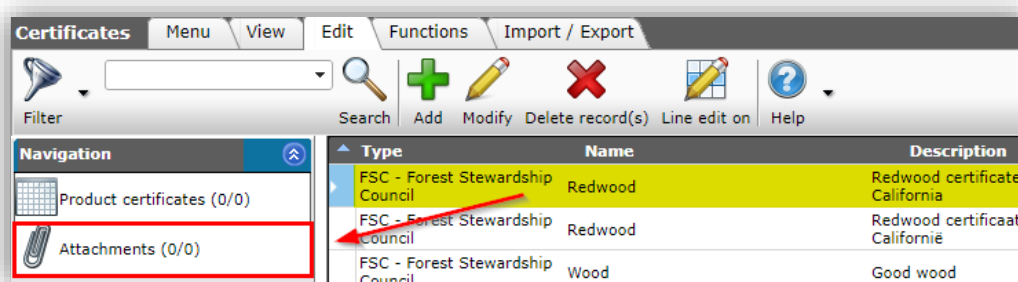 Certificates Menu View Edit Functions Import / Export
Filter Search Add Modify Delete record(s) Line edit on Help
Navigation Type Name Description
Product certificates (0/0)
Attachments (0/0)
FSC - Forest Stewardship Council Redwood Redwood certificate California
FSC - Forest Stewardship Council Redwood Redwood certificaat Californië
FSC - Forest Stewardship Council Wood Good wood